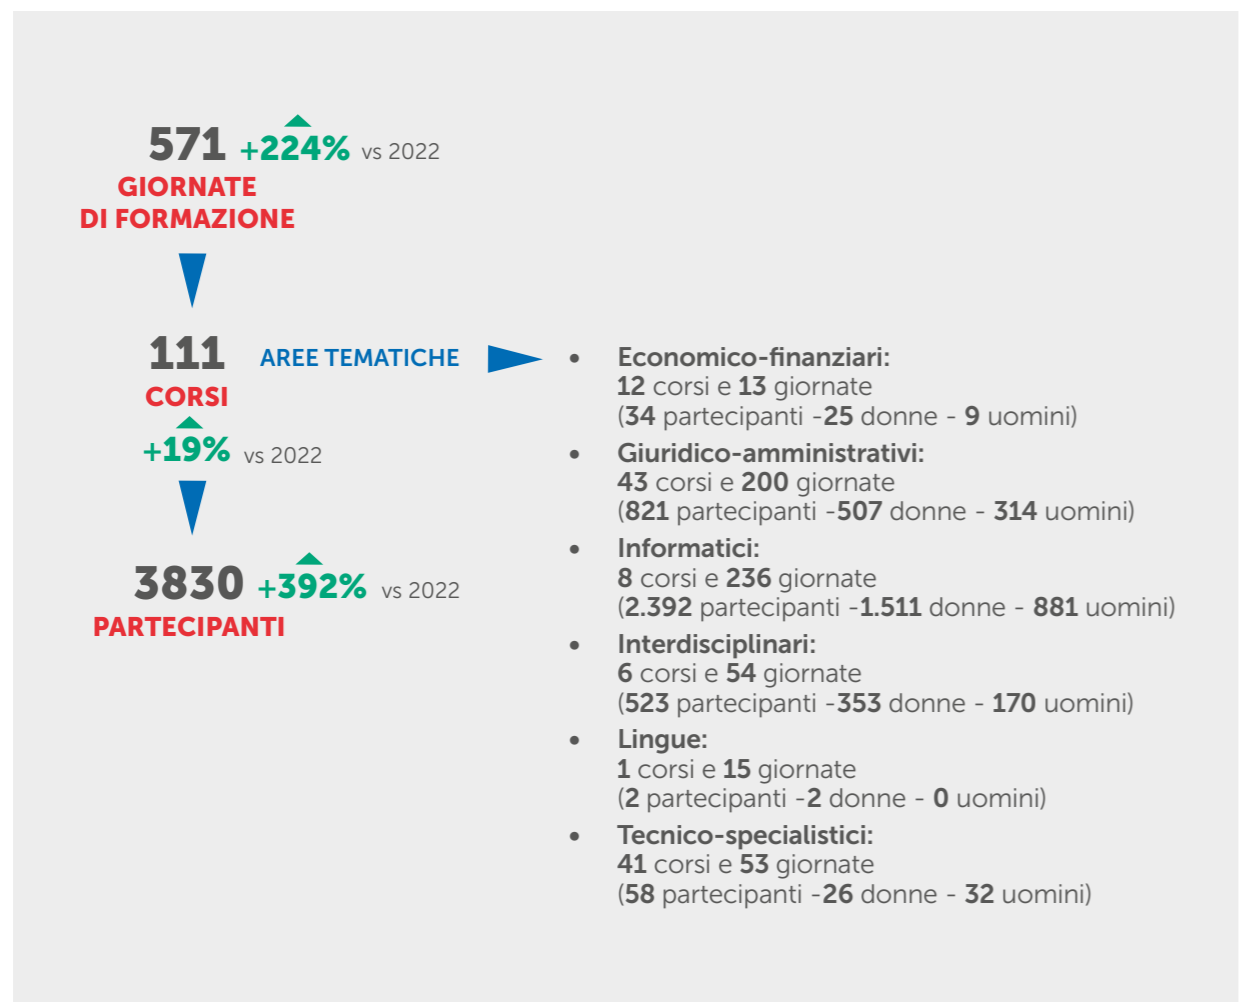 571 +224% vs 2022
GIORNATE
DI FORMAZIONE
111
CORSI
+19% vs 2022
3830 +392% vs 2022
PARTECIPANTI
AREE TEMATICHE
• Economico-finanziari:
12 corsi e 13 giornate
(34 partecipanti -25 donne - 9 uomini)
• Giuridico-amministrativi:
43 corsi e 200 giornate
(821 partecipanti -507 donne - 314 uomini)
• Informatici:
8 corsi e 236 giornate
(2.392 partecipanti -1.511 donne - 881 uomini)
• Interdisciplinari:
6 corsi e 54 giornate
(523 partecipanti -353 donne - 170 uomini)
• Lingue:
1 corsi e 15 giornate
(2 partecipanti -2 donne - 0 uomini)
• Tecnico-specialistici:
41 corsi e 53 giornate
(58 partecipanti -26 donne - 32 uomini)